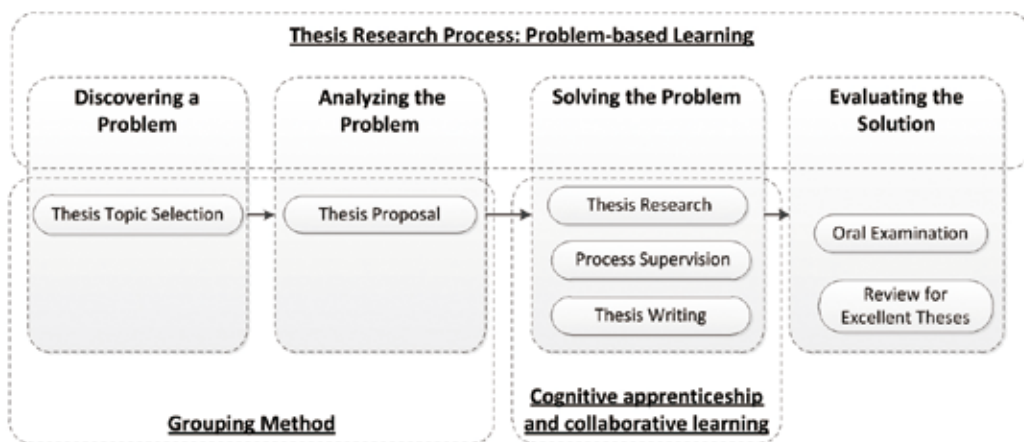 Thesis Research Process: Problem-based Learning
Discovering a
Problem
Analyzing the
Problem
Solving the Problem
Evaluating the
Solution
Thesis Topic Selection
Thesis Proposal
Thesis Research
Process Supervision
Thesis Writing
Oral Examination
Review for
Excellent Theses
Grouping Method
Cognitive apprenticeship
and collaborative learning